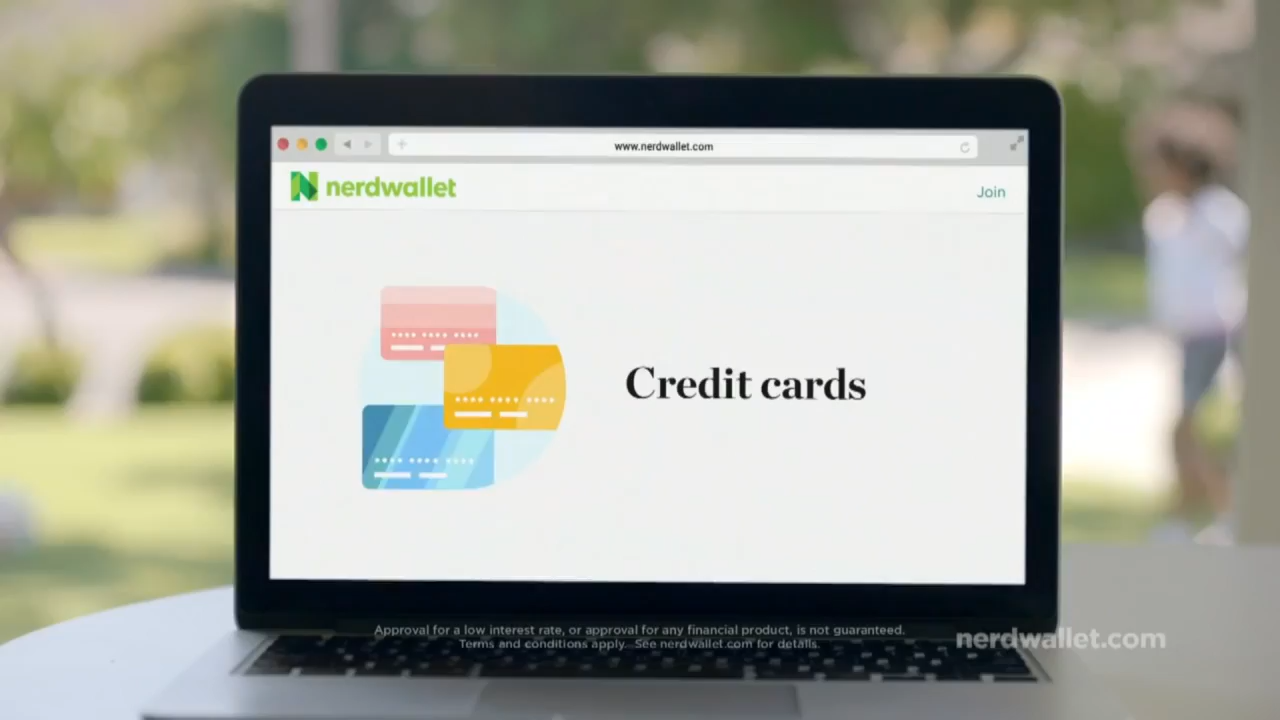 www.nerdwallet.com
nerdwallet
Join
Credit cards
Approval for a low interest rate, or approval for any financial product, is not guaranteed.
Terms and conditions apply. See nerdwallet.com for details.
nerdwallet.com